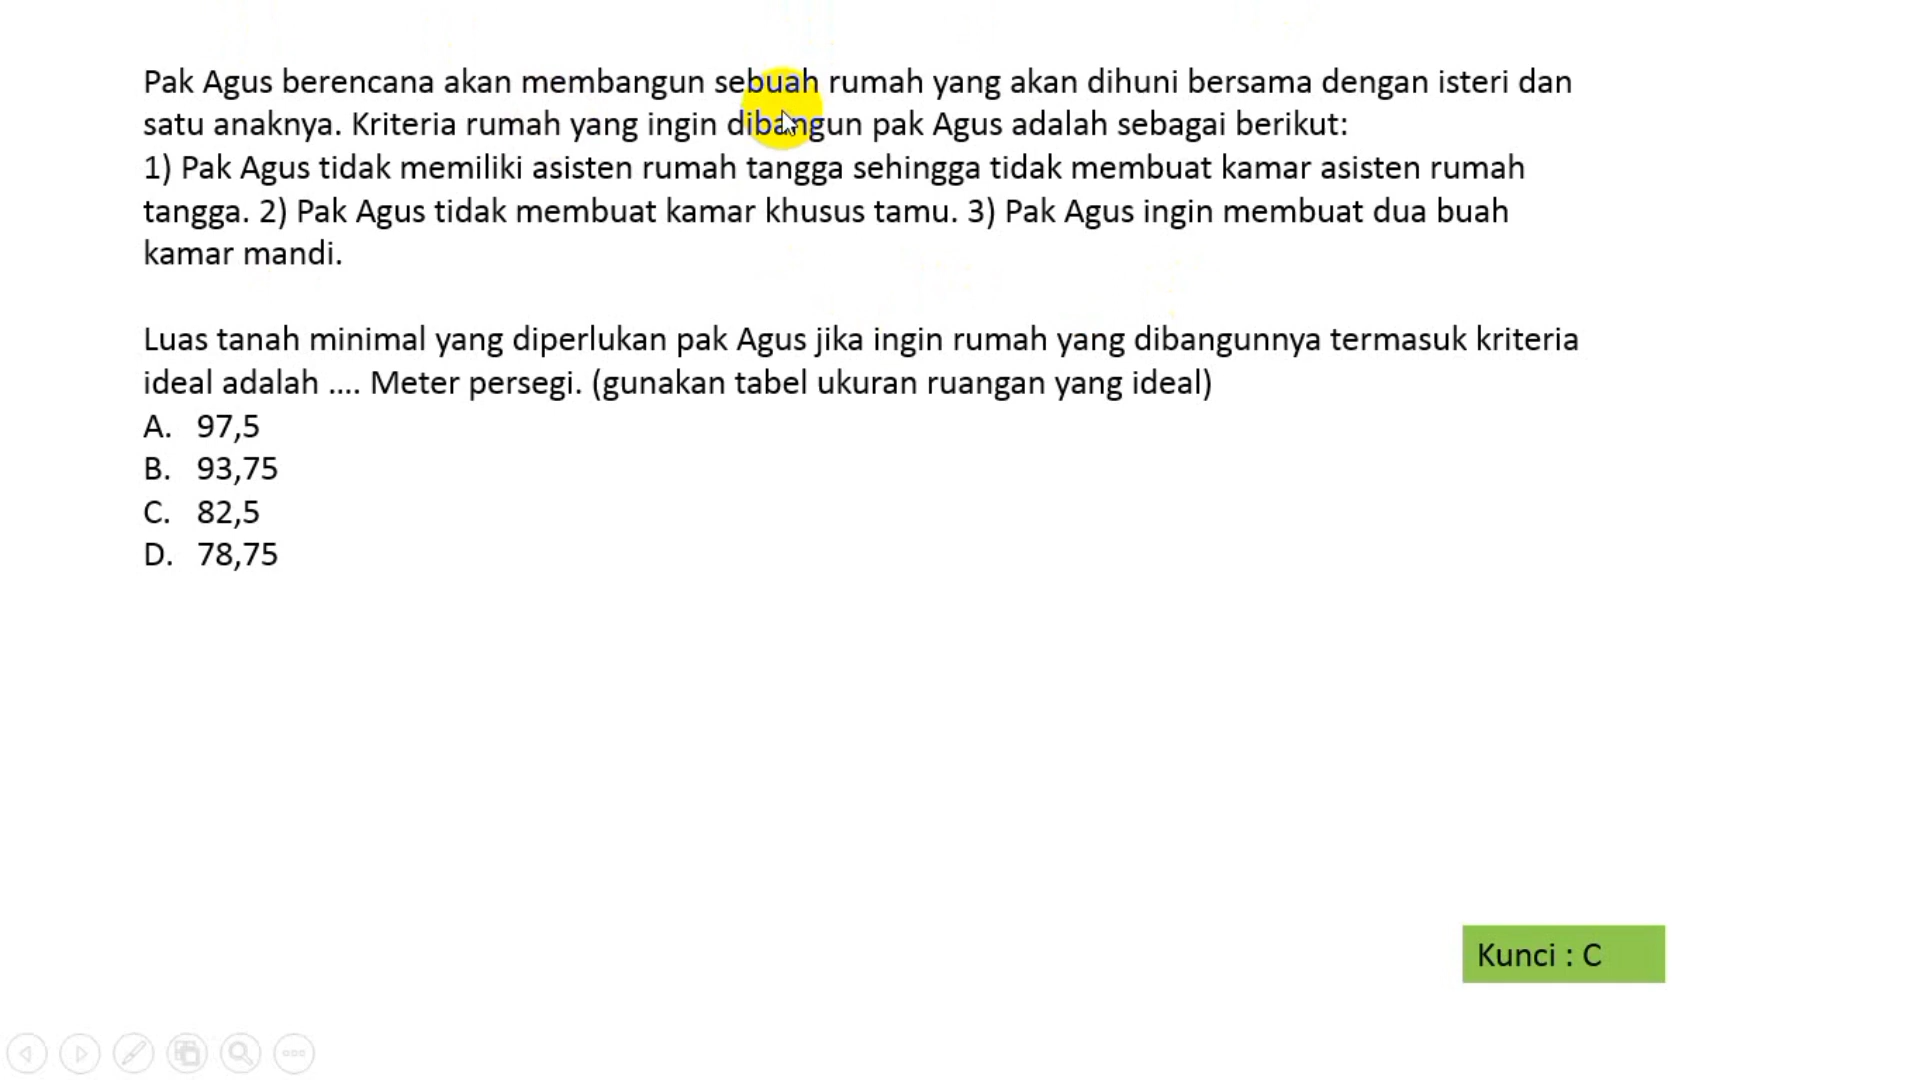 Pak Agus berencana akan membangun sebuah rumah yang akan dihuni bersama dengan isteri dan
satu anaknya. Kriteria rumah yang ingin dibangun pak Agus adalah sebagai berikut:
1) Pak Agus tidak memiliki asisten rumah tangga sehingga tidak membuat kamar asisten rumah
tangga. 2) Pak Agus tidak membuat kamar khusus tamu. 3) Pak Agus ingin membuat dua buah
kamar mandi.
Luas tanah minimal yang diperlukan pak Agus jika ingin rumah yang dibangunnya termasuk kriteria
ideal adalah .... Meter persegi. (gunakan tabel ukuran ruangan yang ideal)
A. 97,5
B. 93,75
C. 82,5
D. 78,75
Kunci : C